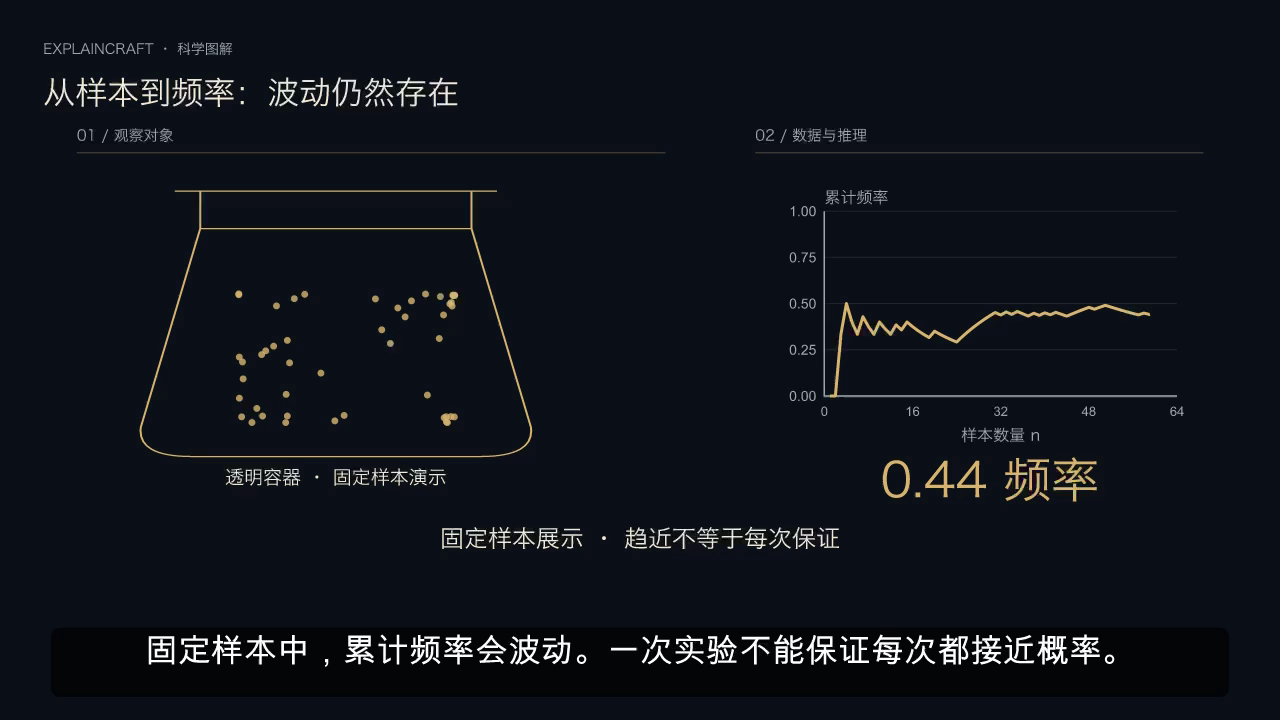 EXPLAINCRAFT · 科学图解
从样本到频率：波动仍然存在
01 / 观察对象
透明容器 · 固定样本演示
02 / 数据与推理
累计频率
1.00
0.75
0.50
0.25
0.00
0 16 32 48 64
样本数量 n
0.44 频率
固定样本展示 · 趋近不等于每次保证
固定样本中，累计频率会波动。一次实验不能保证每次都接近概率。